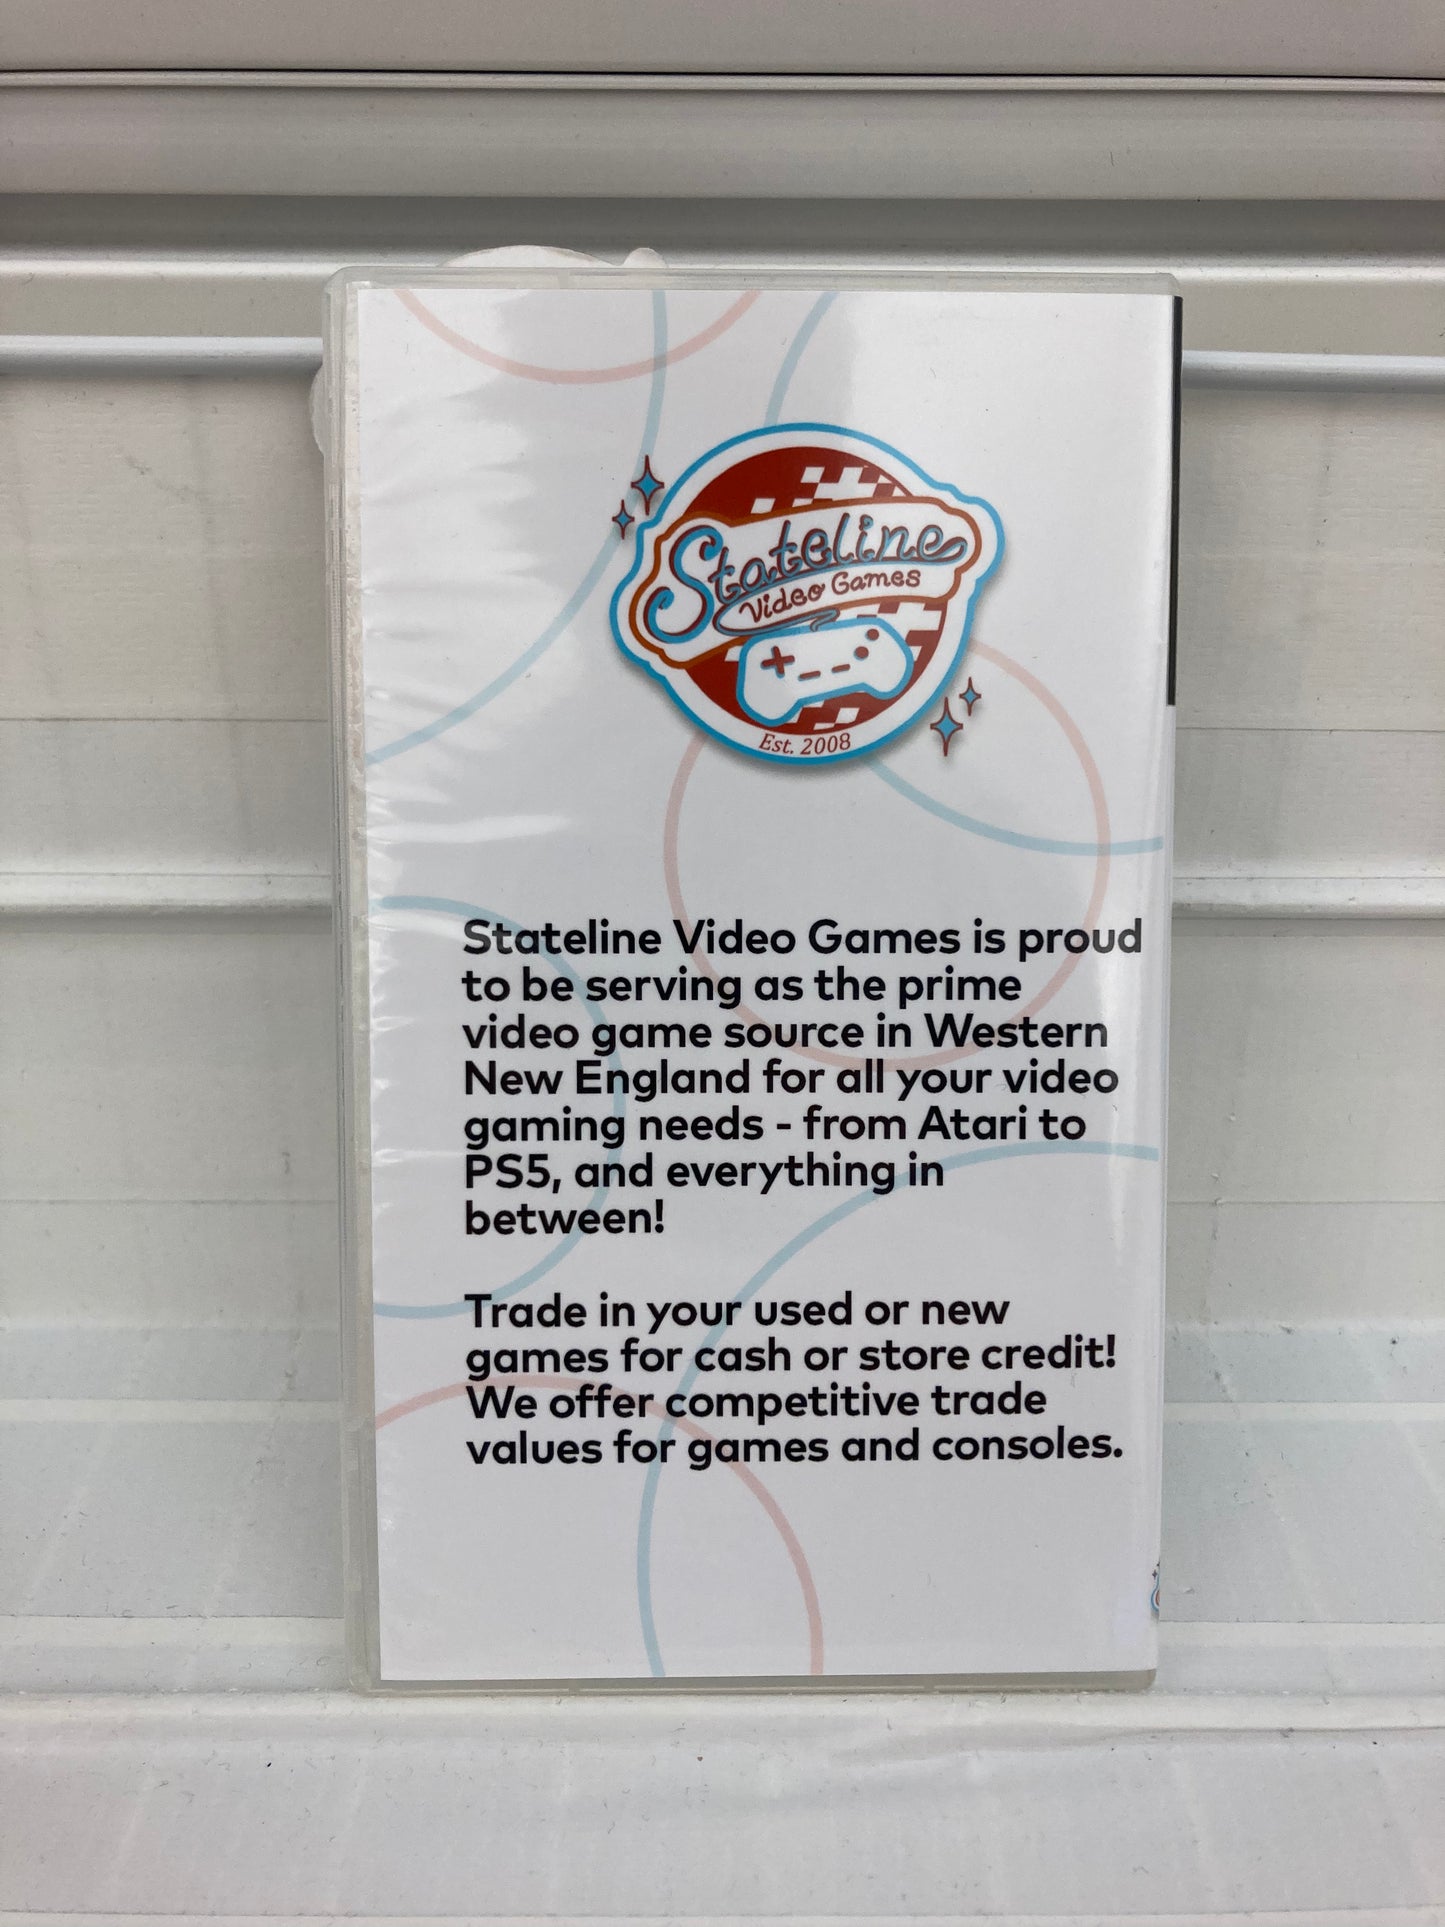 Stateline
Video Games
Est. 2008
Stateline Video Games is proud
to be serving as the prime
video game source in Western
New England for all your video
gaming needs - from Atari to
PS5, and everything in
between!
Trade in your used or new
games for cash or store credit!
We offer competitive trade
values for games and consoles.